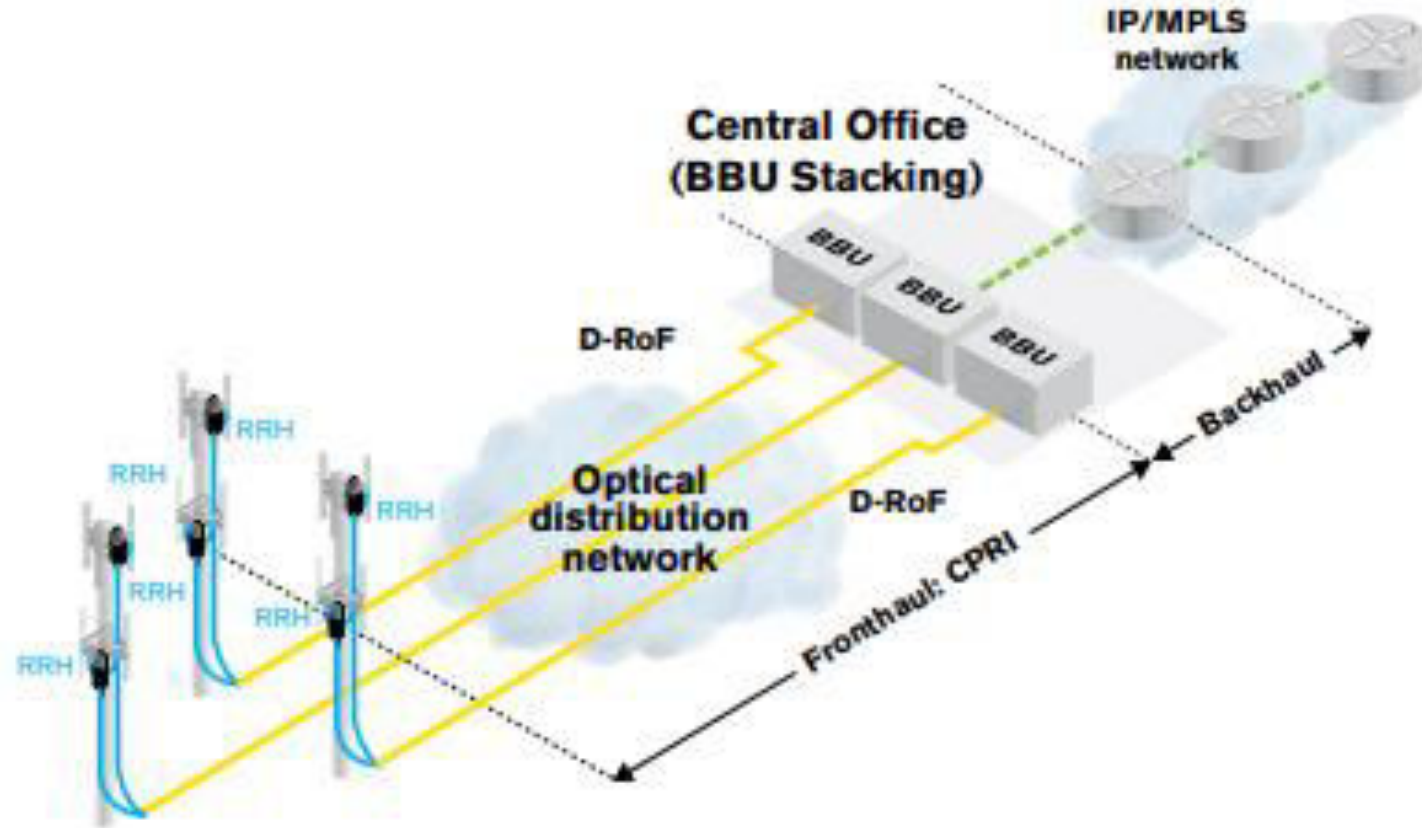 IP/MPLS
network
Central Office
(BBU Stacking)
BBU
BBU
BBU
D-RoF
Backhaul
RRH
RRH
RRH
Optical
distribution
network
D-RoF
Fronthaul: CPRI
RRH
RRH
RRH